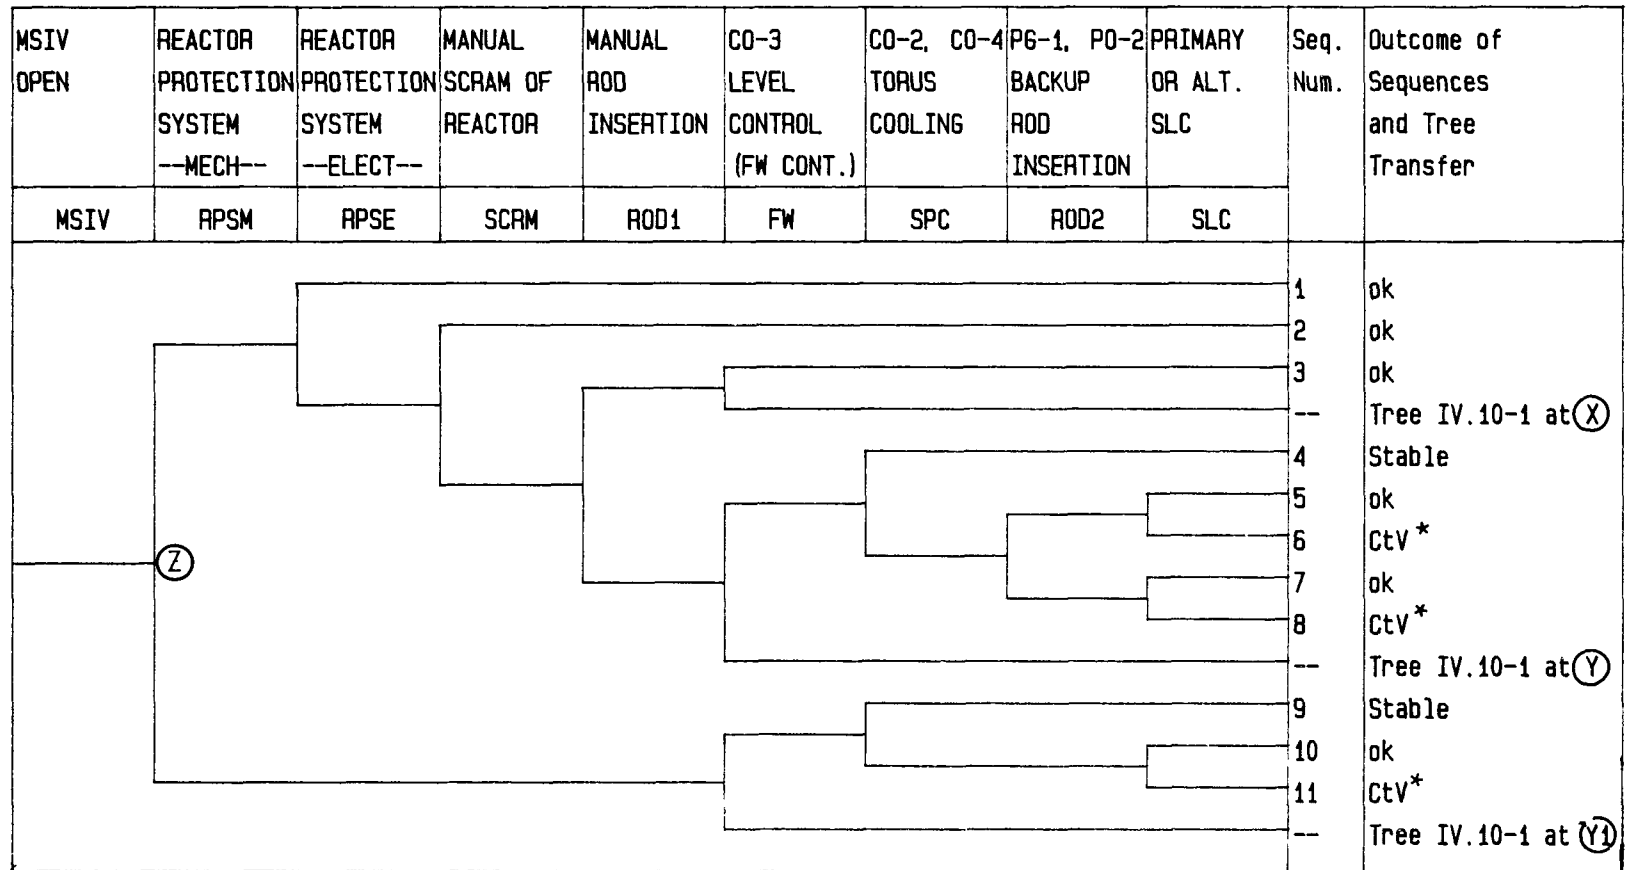 MSIV OPEN
REACTOR PROTECTION SYSTEM --MECH--
REACTOR PROTECTION SYSTEM --ELECT--
MANUAL SCRAM OF REACTOR
MANUAL ROD INSERTION
CO-3 LEVEL CONTROL (FW CONT.)
CO-2, CO-4 TORUS COOLING
PG-1, PO-2 BACKUP ROD INSERTION
PRIMARY OR ALT. SLC
Seq. Num.
Outcome of Sequences and Tree Transfer
MSIV RPSM RPSE SCRM ROD1 FW SPC ROD2 SLC
1 ok
2 ok
3 ok
-- Tree IV.10-1 at X
4 Stable
5 ok
6 CtV*
Z
7 ok
8 CtV*
-- Tree IV.10-1 at Y
9 Stable
10 ok
11 CtV*
-- Tree IV.10-1 at Y1